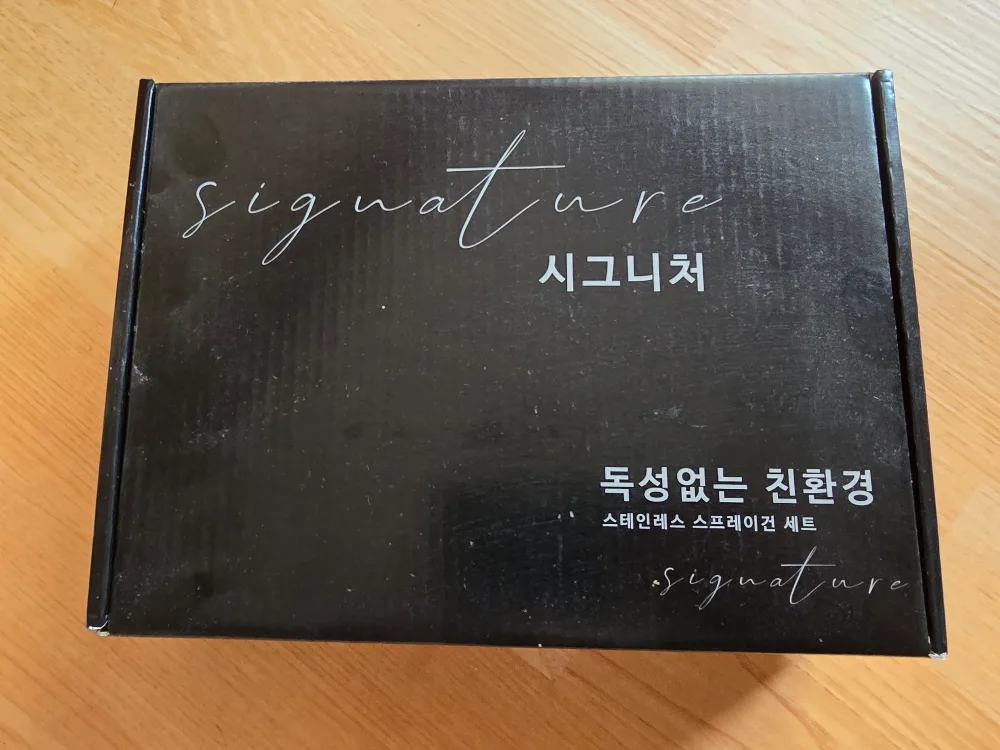 signature
시그니처
독성없는 친환경
스테인레스 스프레이건 세트
signature